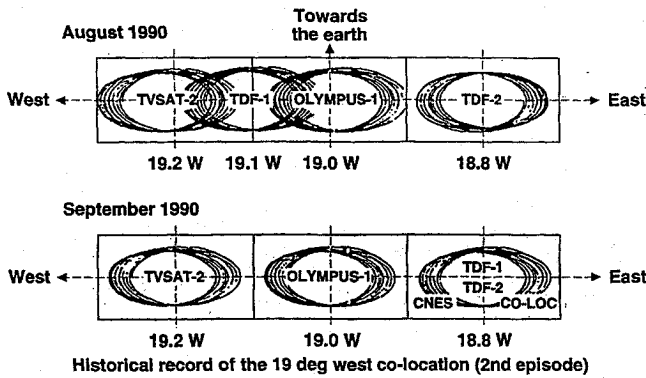 Towards
the earth
August 1990
West TVSAT-2 TDF-1 OLYMPUS-1 TDF-2 East
19.2 W 19.1 W 19.0 W 18.8 W
September 1990
TDF-1
West TVSAT-2 OLYMPUS-1 East
TDF-2
CNES CO-LOC
19.2 W 19.0 W 18.8 W
Historical record of the 19 deg west co-location (2nd episode)